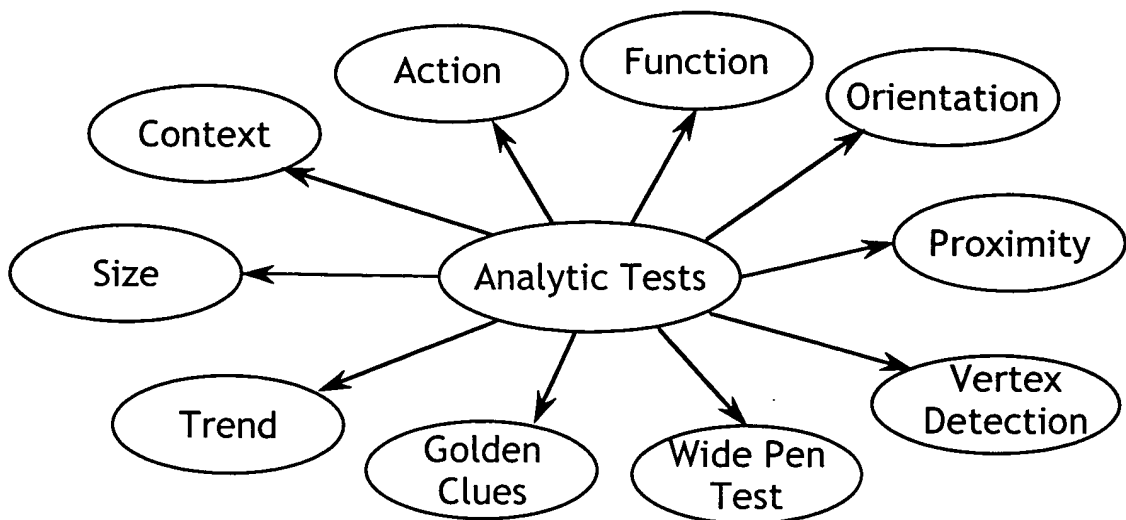 Function
Action
Orientation
Context
Proximity
Size
Analytic Tests
Vertex
Detection
Trend
Golden
Clues
Wide Pen
Test